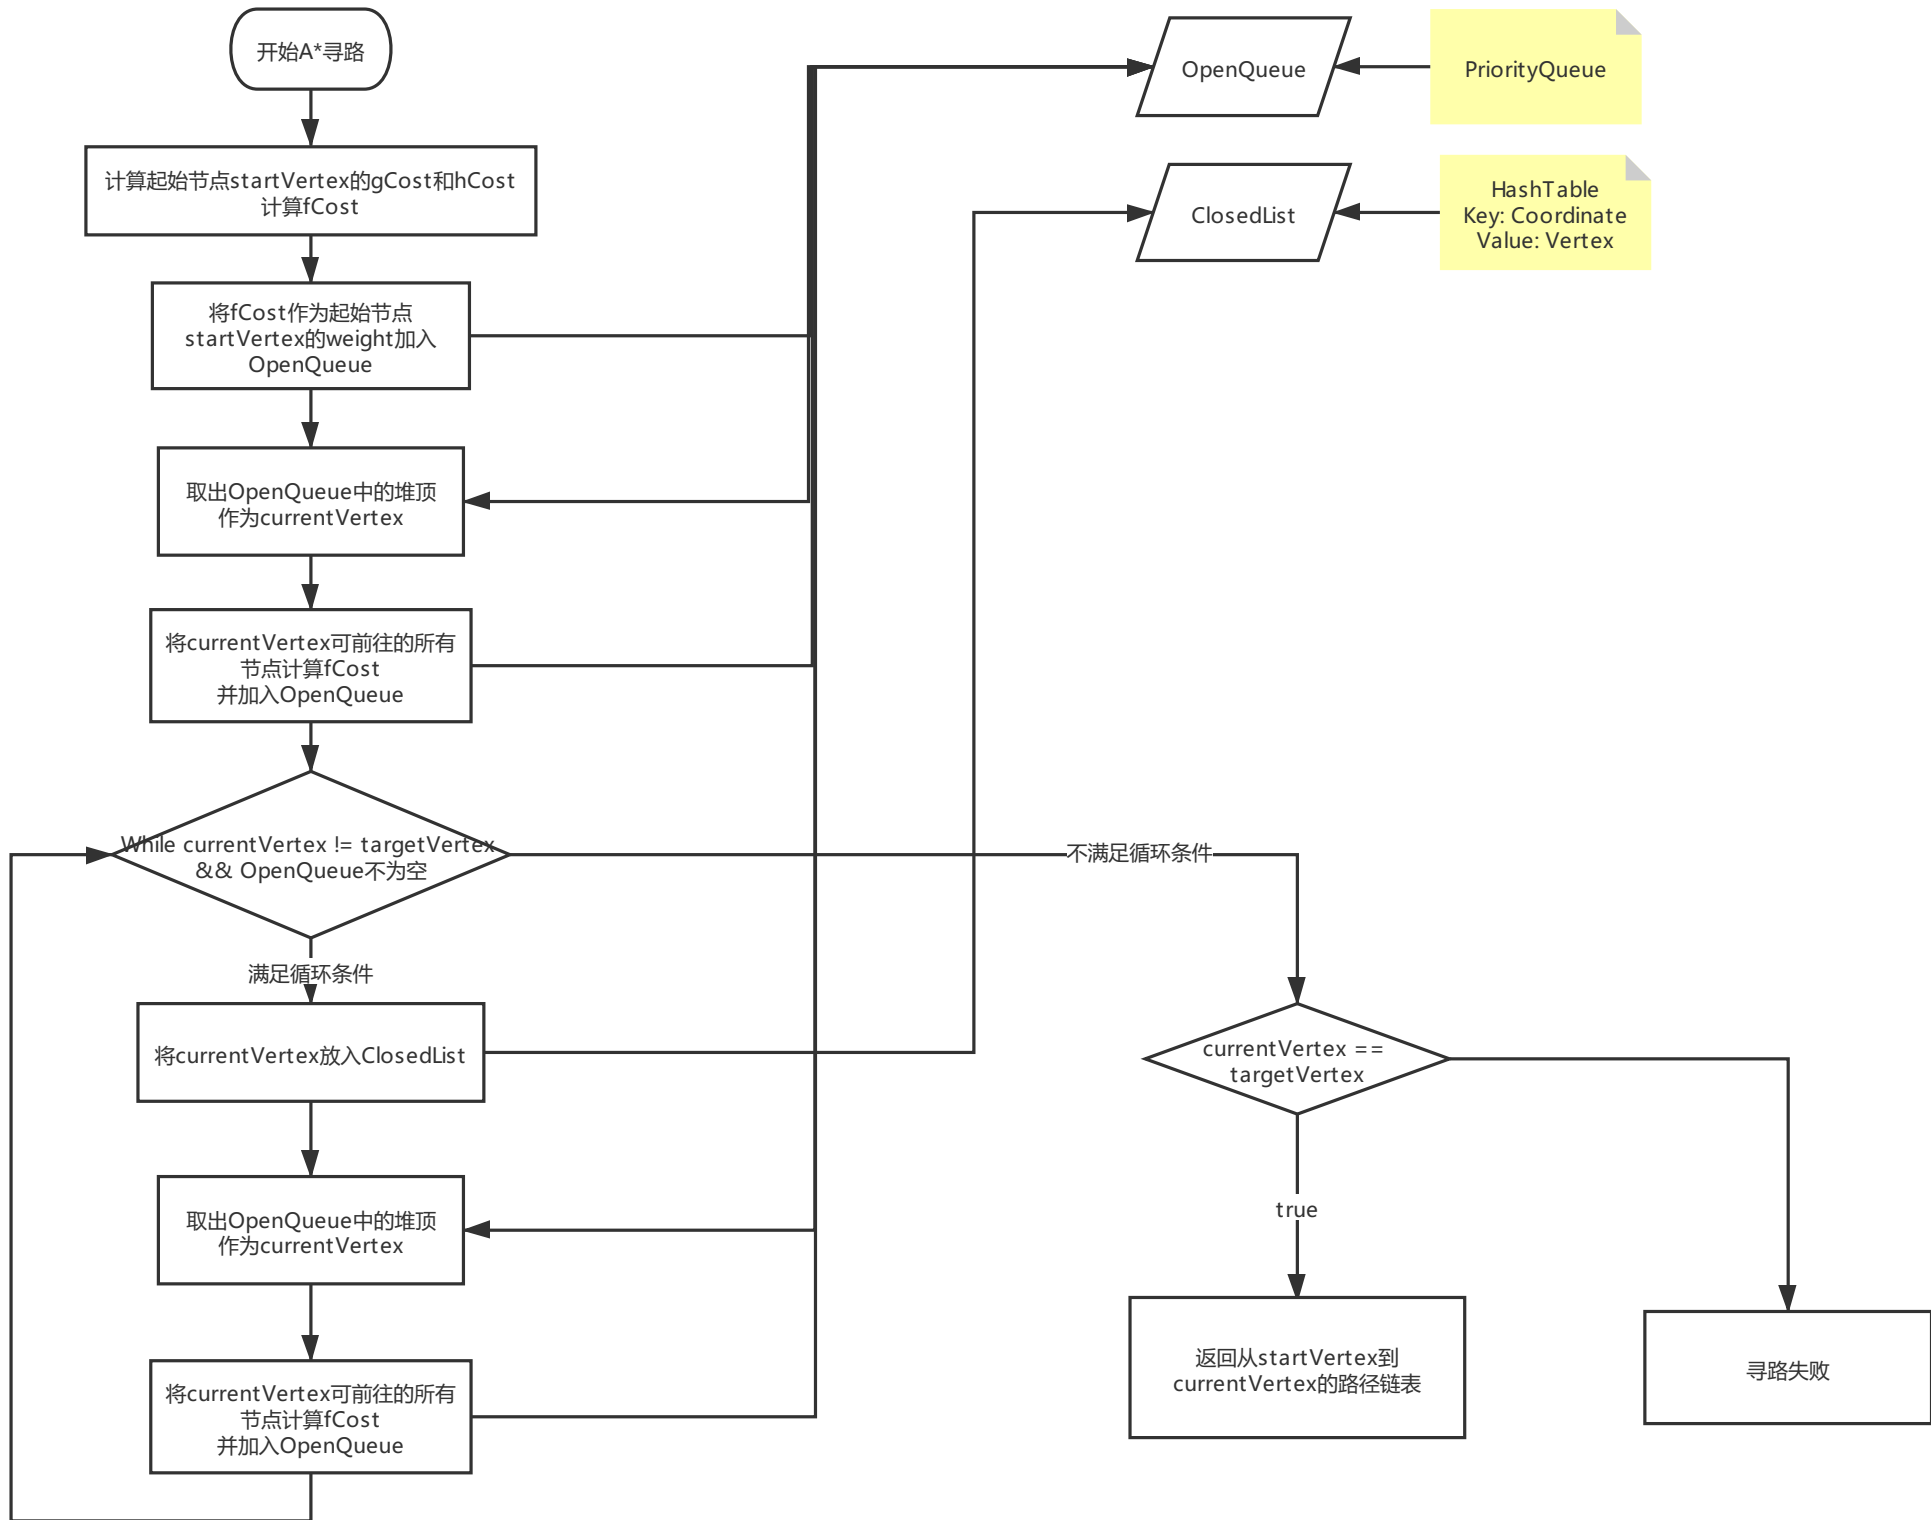 开始A*寻路
计算起始节点startVertex的gCost和hCost
计算fCost
将fCost作为起始节点
startVertex的weight加入
OpenQueue
取出OpenQueue中的堆顶
作为currentVertex
将currentVertex可前往的所有
节点计算fCost
并加入OpenQueue
While currentVertex != targetVertex
&& OpenQueue不为空
满足循环条件
将currentVertex放入ClosedList
取出OpenQueue中的堆顶
作为currentVertex
将currentVertex可前往的所有
节点计算fCost
并加入OpenQueue
OpenQueue
PriorityQueue
ClosedList
HashTable
Key: Coordinate
Value: Vertex
不满足循环条件
currentVertex ==
targetVertex
true
返回从startVertex到
currentVertex的路径链表
寻路失败